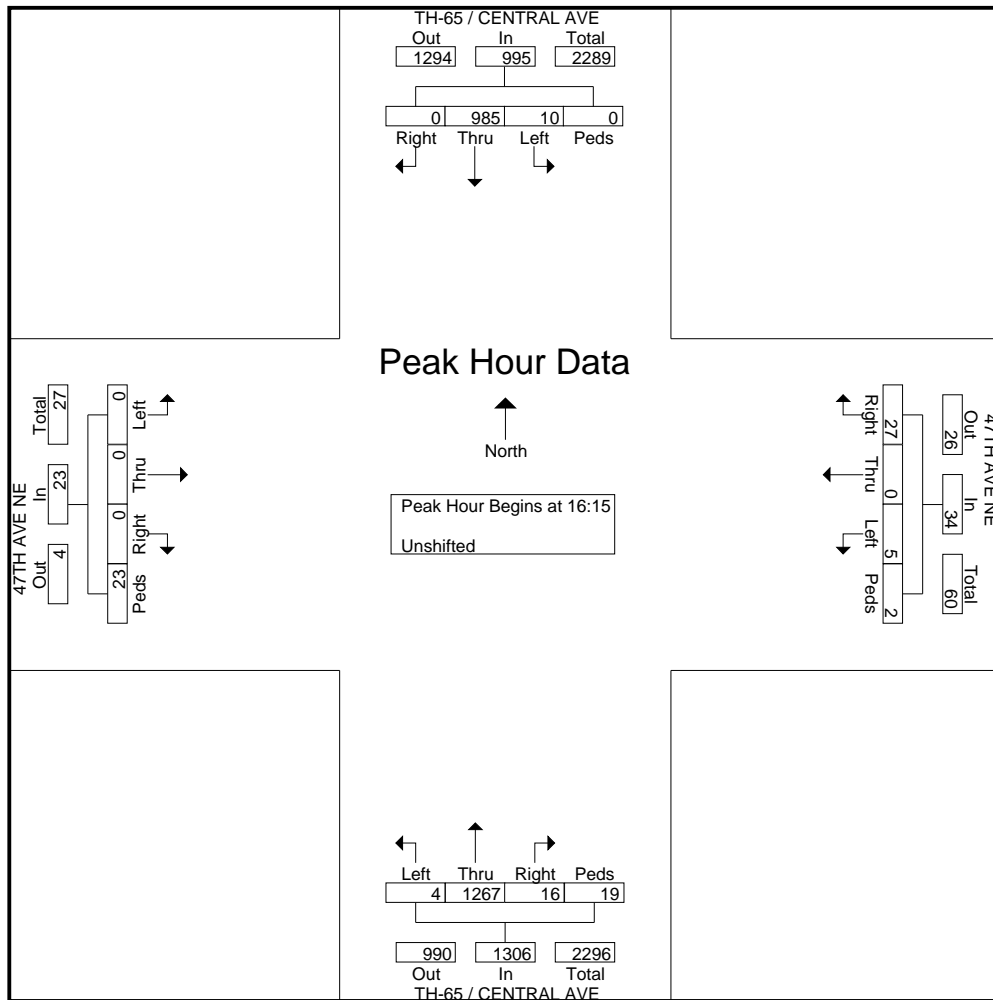 TH-65 / CENTRAL AVE
Out In Total
1294 995 2289
0 985 10 0
Right Thru Left Peds
Peak Hour Data
North
Peak Hour Begins at 16:15
Unshifted
47TH AVE NE
Out In Total
4 23 27
Left Thru Right Peds
0 0 0 23
47TH AVE NE
Out In Total
26 34 60
Right Thru Left Peds
27 0 5 2
Left Thru Right Peds
4 1267 16 19
990 1306 2296
Out In Total
TH-65 / CENTRAL AVE